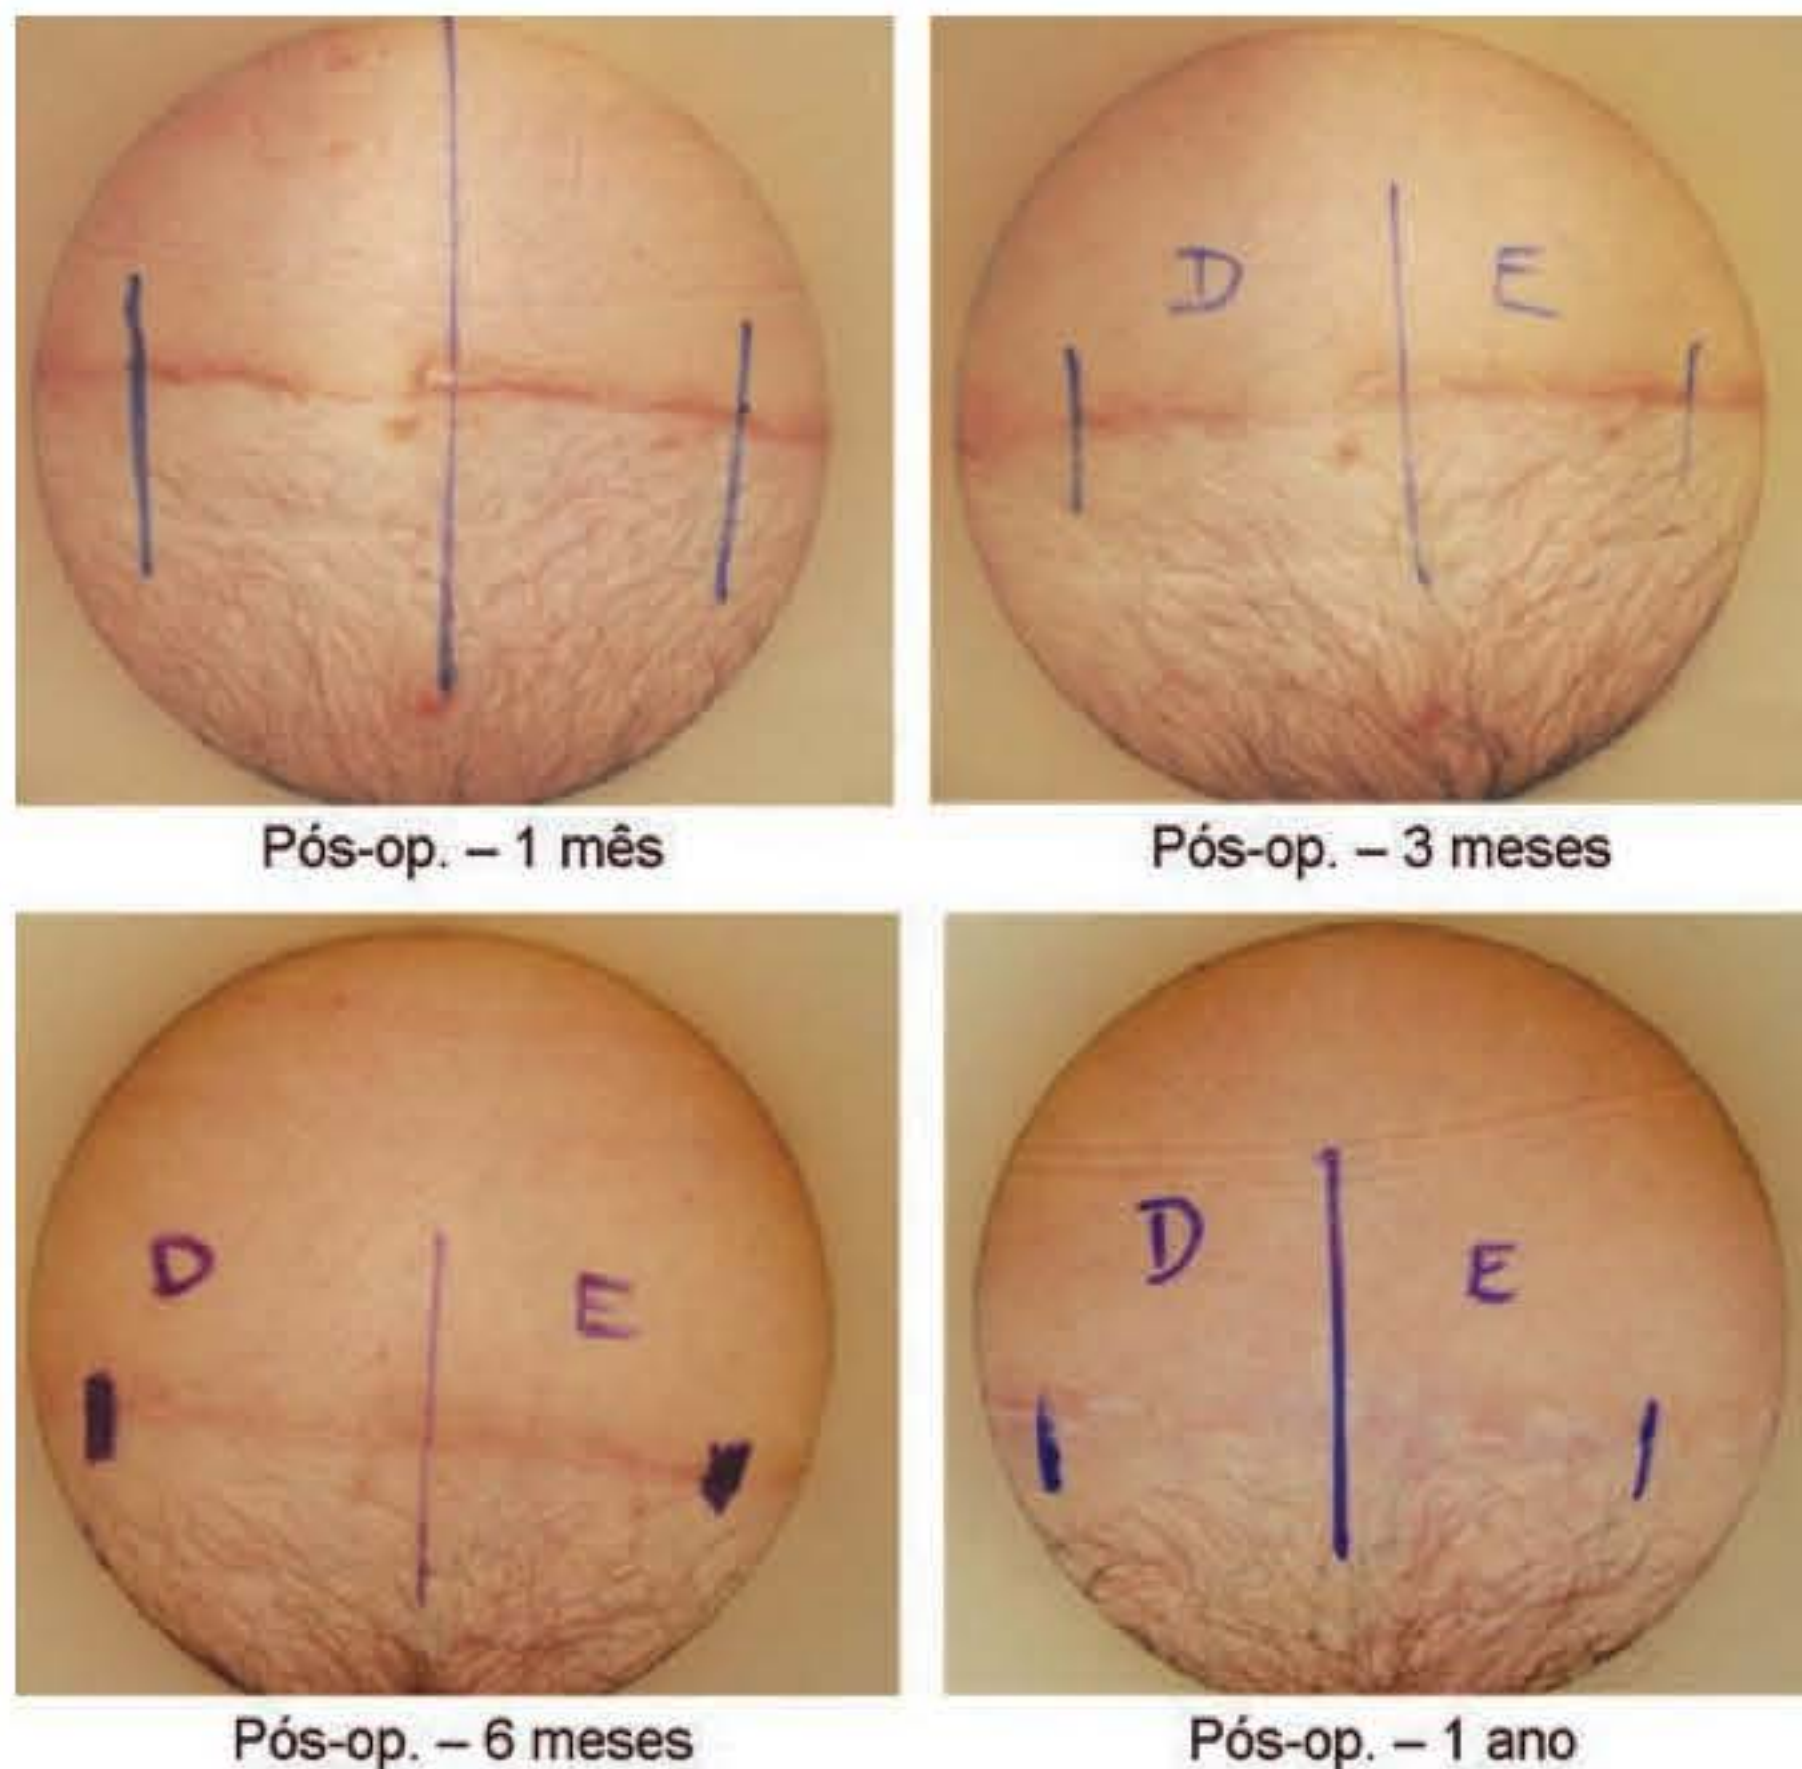 D E
Pós-op. – 1 mês
Pós-op. – 3 meses
D E
D E
Pós-op. – 6 meses
Pós-op. – 1 ano